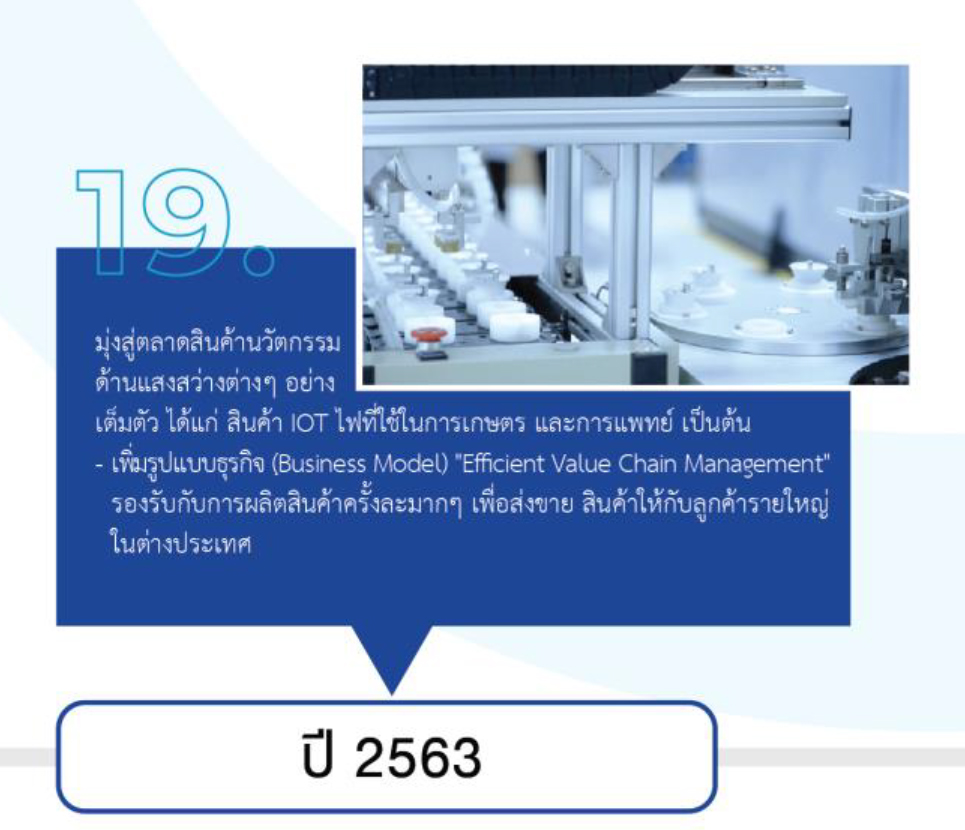 19.
มุ่งสู่ตลาดสินค้านวัตกรรม
ด้านแสงสว่างต่างๆ อย่าง
เต็มตัว ได้แก่ สินค้า IOT ไฟที่ใช้ในการเกษตร และการแพทย์ เป็นต้น
- เพิ่มรูปแบบธุรกิจ (Business Model) "Efficient Value Chain Management"
รองรับกับการผลิตสินค้าครั้งละมากๆ เพื่อส่งขาย สินค้าให้กับลูกค้ารายใหญ่
ในต่างประเทศ
ปี 2563